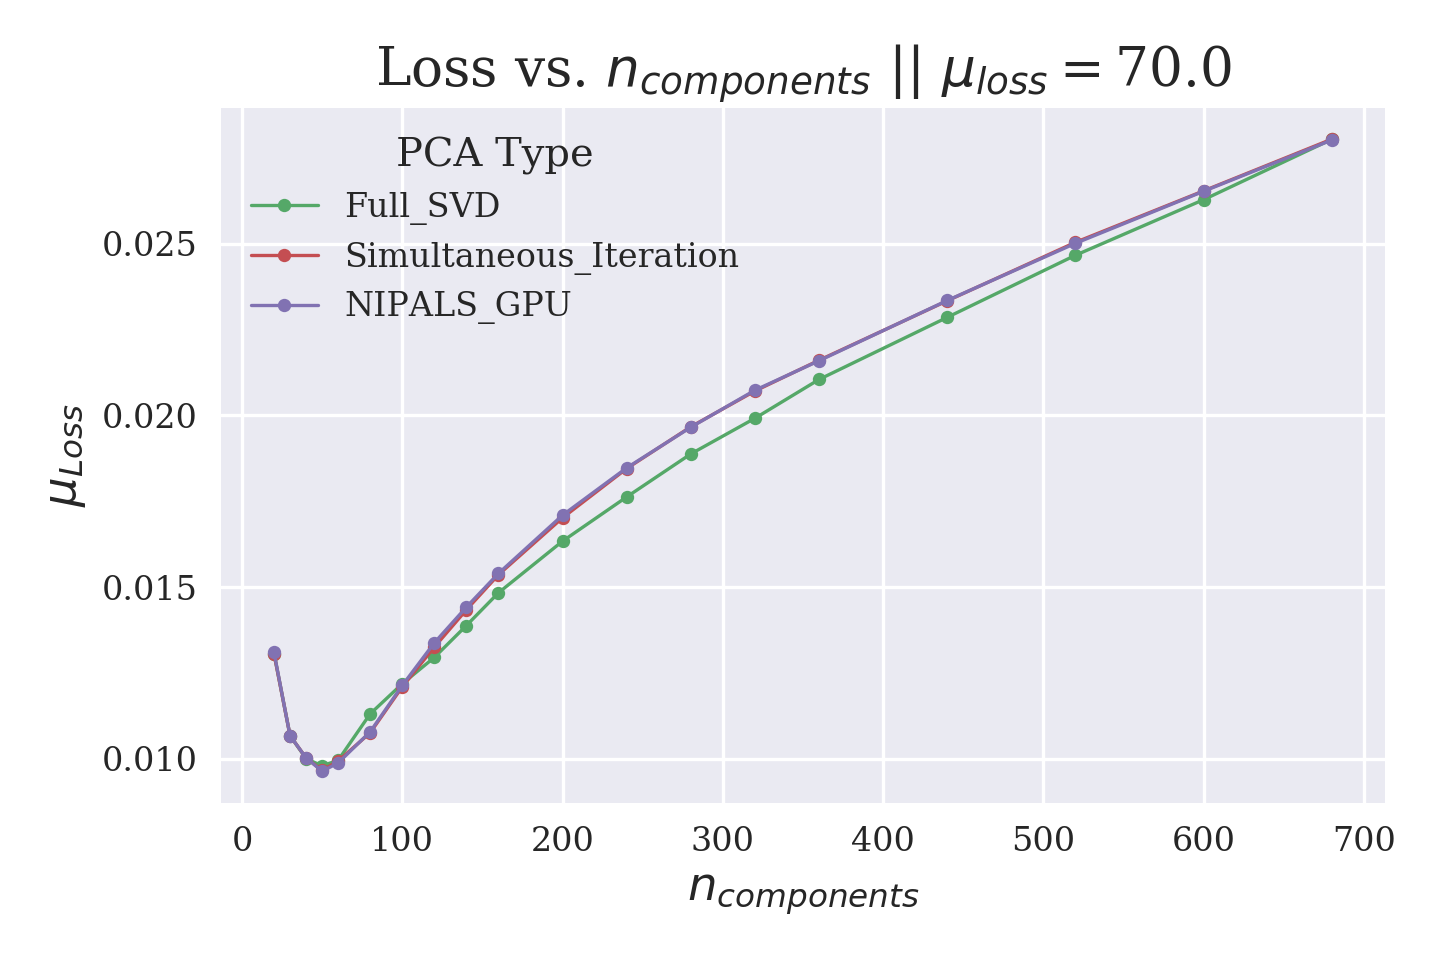 Loss vs. n_components || μ_loss = 70.0
PCA Type
Full_SVD
Simultaneous_Iteration
NIPALS_GPU
μ_Loss
0.025
0.020
0.015
0.010
0 100 200 300 400 500 600 700
n_components